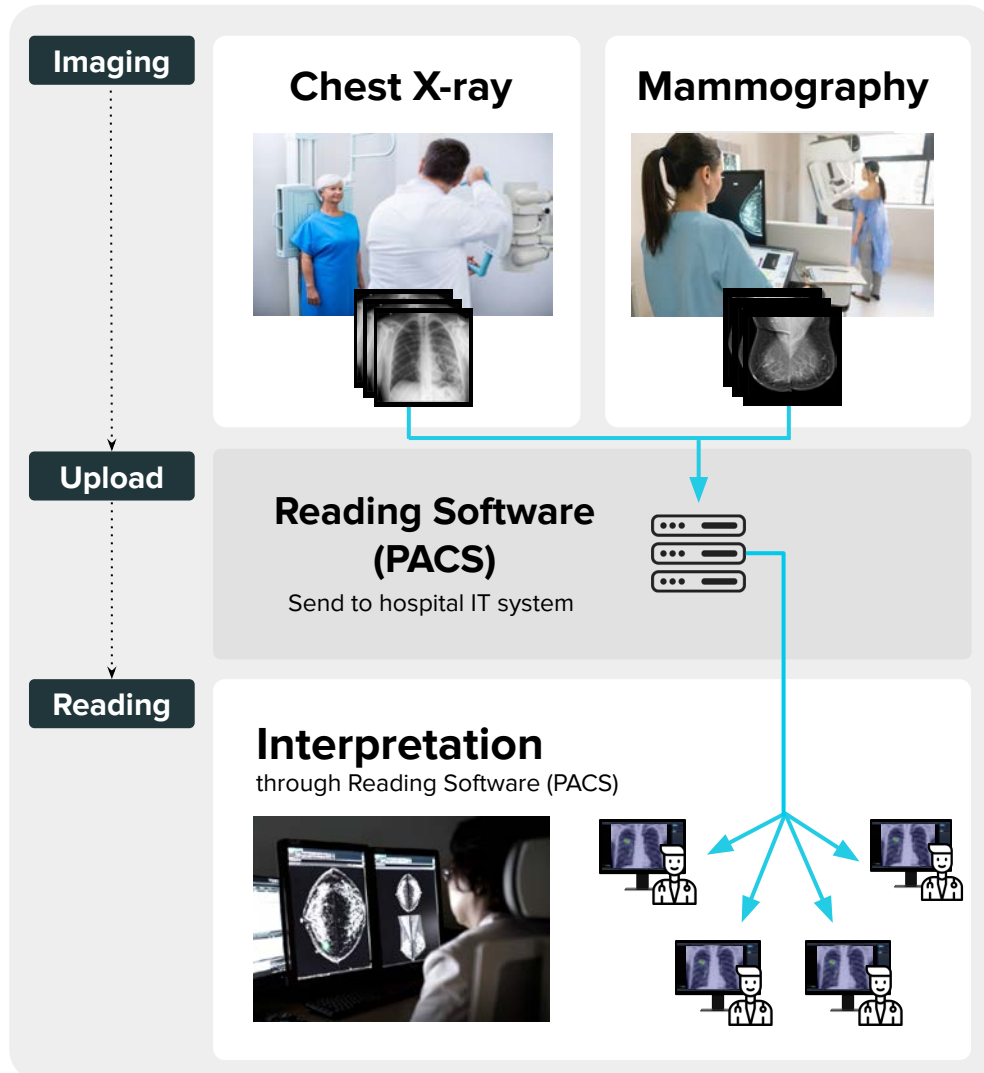 Imaging
Chest X-ray
Mammography
Upload
Reading Software
(PACS)
Send to hospital IT system
Reading
Interpretation
through Reading Software (PACS)